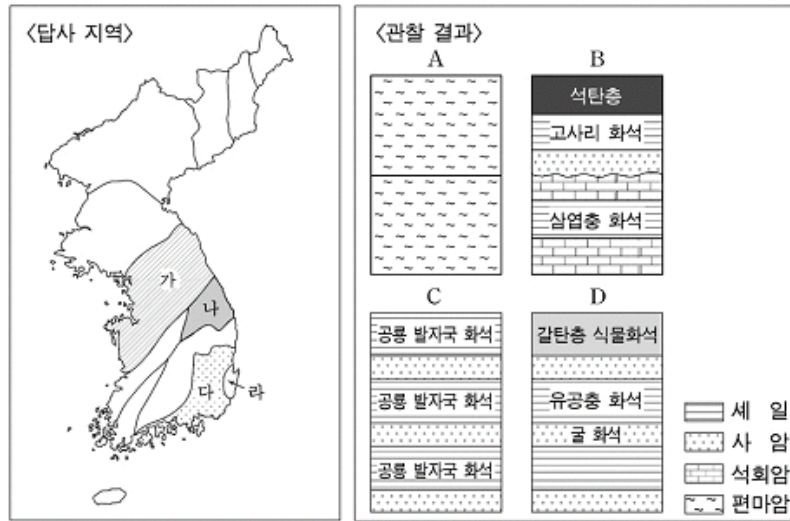 〈답사 지역〉
가
나
다
라
〈관찰 결과〉
A
B
석탄층
고사리 화석
삼엽충 화석
C
공룡 발자국 화석
공룡 발자국 화석
공룡 발자국 화석
D
갈탄층 식물화석
유공충 화석
굴 화석
셰 일
사 암
석회암
편마암